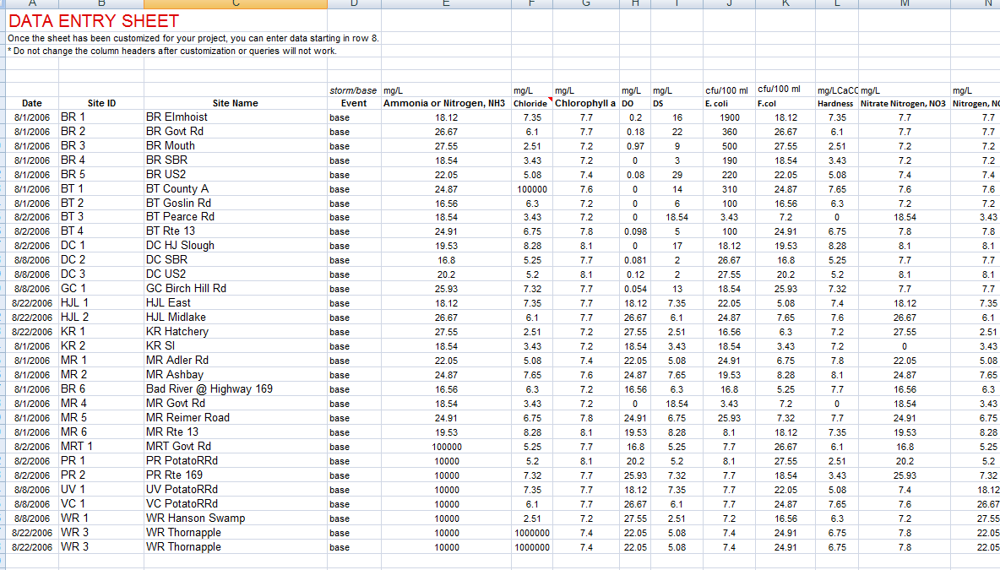 A B C D E F G H I J K L M N
DATA ENTRY SHEET
Once the sheet has been customized for your project, you can enter data starting in row 8.
* Do not change the column headers after customization or queries will not work.
storm/base mg/L mg/L mg/L mg/L mg/L cfu/100 ml cfu/100 ml mg/LCaCC mg/L mg/L
Date Site ID Site Name Event Ammonia or Nitrogen, NH3 Chloride Chlorophyll a DO DS E. coli F.col Hardness Nitrate Nitrogen, NO3 Nitrogen, NO
8/1/2006 BR 1 BR Elmhoist base 18.12 7.35 7.7 0.2 16 1900 18.12 7.35 7.7 7.7
8/1/2006 BR 2 BR Govt Rd base 26.67 6.1 7.7 0.18 22 360 26.67 6.1 7.7 7.7
8/1/2006 BR 3 BR Mouth base 27.55 2.51 7.2 0.97 9 500 27.55 2.51 7.2 7.2
8/1/2006 BR 4 BR SBR base 18.54 3.43 7.2 0 3 190 18.54 3.43 7.2 7.2
8/1/2006 BR 5 BR US2 base 22.05 5.08 7.4 0.08 29 220 22.05 5.08 7.4 7.4
8/1/2006 BT 1 BT County A base 24.87 100000 7.6 0 14 310 24.87 7.65 7.6 7.6
8/1/2006 BT 2 BT Goslin Rd base 16.56 6.3 7.2 0 6 100 16.56 6.3 7.2 7.2
8/2/2006 BT 3 BT Pearce Rd base 18.54 3.43 7.2 0 18.54 3.43 7.2 0 18.54 3.43
8/2/2006 BT 4 BT Rte 13 base 24.91 6.75 7.8 0.098 5 100 24.91 6.75 7.8 7.8
8/2/2006 DC 1 DC HJ Slough base 19.53 8.28 8.1 0 17 18.12 19.53 8.28 8.1 8.1
8/8/2006 DC 2 DC SBR base 16.8 5.25 7.7 0.081 2 26.67 16.8 5.25 7.7 7.7
8/8/2006 DC 3 DC US2 base 20.2 5.2 8.1 0.12 2 27.55 20.2 5.2 8.1 8.1
8/8/2006 GC 1 GC Birch Hill Rd base 25.93 7.32 7.7 0.054 13 18.54 25.93 7.32 7.7 7.7
8/22/2006 HJL 1 HJL East base 18.12 7.35 7.7 18.12 7.35 22.05 5.08 7.4 18.12 7.35
8/22/2006 HJL 2 HJL Midlake base 26.67 6.1 7.7 26.67 6.1 24.87 7.65 7.6 26.67 6.1
8/22/2006 KR 1 KR Hatchery base 27.55 2.51 7.2 27.55 2.51 16.56 6.3 7.2 27.55 2.51
8/1/2006 KR 2 KR SI base 18.54 3.43 7.2 18.54 3.43 18.54 3.43 7.2 0 3.43
8/1/2006 MR 1 MR Adler Rd base 22.05 5.08 7.4 22.05 5.08 24.91 6.75 7.8 22.05 5.08
8/1/2006 MR 2 MR Ashbay base 24.87 7.65 7.6 24.87 7.65 19.53 8.28 8.1 24.87 7.65
8/1/2006 BR 6 Bad River @ Highway 169 base 16.56 6.3 7.2 16.56 6.3 16.8 5.25 7.7 16.56 6.3
8/1/2006 MR 4 MR Govt Rd base 18.54 3.43 7.2 0 18.54 3.43 7.2 0 18.54 3.43
8/1/2006 MR 5 MR Reimer Road base 24.91 6.75 7.8 24.91 6.75 25.93 7.32 7.7 24.91 6.75
8/1/2006 MR 6 MR Rte 13 base 19.53 8.28 8.1 19.53 8.28 8.1 18.12 7.35 19.53 8.28
8/2/2006 MRT 1 MRT Govt Rd base 100000 5.25 7.7 16.8 5.25 7.7 26.67 6.1 16.8 5.25
8/2/2006 PR 1 PR PotatoRRd base 10000 5.2 8.1 20.2 5.2 8.1 27.55 2.51 20.2 5.2
8/2/2006 PR 2 PR Rte 169 base 10000 7.32 7.7 25.93 7.32 7.7 18.54 3.43 25.93 7.32
8/8/2006 UV 1 UV PotatoRRd base 10000 7.35 7.7 18.12 7.35 7.7 22.05 5.08 7.4 18.12
8/8/2006 VC 1 VC PotatoRRd base 10000 6.1 7.7 26.67 6.1 7.7 24.87 7.65 7.6 26.67
8/8/2006 WR 1 WR Hanson Swamp base 10000 2.51 7.2 27.55 2.51 7.2 16.56 6.3 7.2 27.55
8/22/2006 WR 3 WR Thornapple base 10000 1000000 7.4 22.05 5.08 7.4 24.91 6.75 7.8 22.05
8/22/2006 WR 3 WR Thornapple base 10000 1000000 7.4 22.05 5.08 7.4 24.91 6.75 7.8 22.05